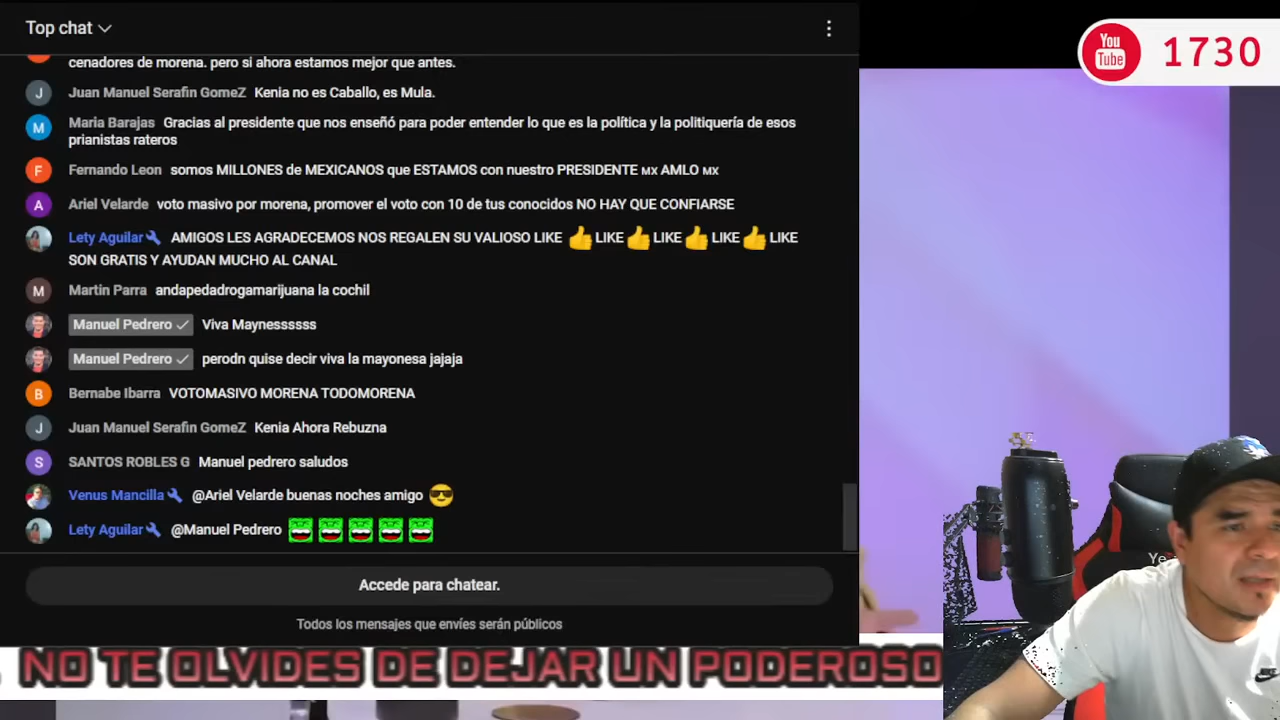 Top chat
cenadores de morena. pero si ahora estamos mejor que antes.
J Juan Manuel Serafin GomeZ Kenia no es Caballo, es Mula.
M Maria Barajas Gracias al presidente que nos enseñó para poder entender lo que es la política y la politiquería de esos
prianistas rateros
F Fernando Leon somos MILLONES de MEXICANOS que ESTAMOS con nuestro PRESIDENTE MX AMLO MX
A Ariel Velarde voto masivo por morena, promover el voto con 10 de tus conocidos NO HAY QUE CONFIARSE
Lety Aguilar AMIGOS LES AGRADECEMOS NOS REGALEN SU VALIOSO LIKE 👍 LIKE 👍 LIKE 👍 LIKE 👍 LIKE
SON GRATIS Y AYUDAN MUCHO AL CANAL
M Martin Parra andapedadrogamarijuana la cochil
Manuel Pedrero ✓ Viva Maynesssss
Manuel Pedrero ✓ perodn quise decir viva la mayonesa jajaja
B Bernabe Ibarra VOTOMASIVO MORENA TODOMORENA
J Juan Manuel Serafin GomeZ Kenia Ahora Rebuzna
S SANTOS ROBLES G Manuel pedrero saludos
Venus Mancilla @Ariel Velarde buenas noches amigo 😎
Lety Aguilar @Manuel Pedrero
Accede para chatear.
Todos los mensajes que envíes serán públicos
You Tube 1730
NO TE OLVIDES DE DEJAR UN PODEROSO